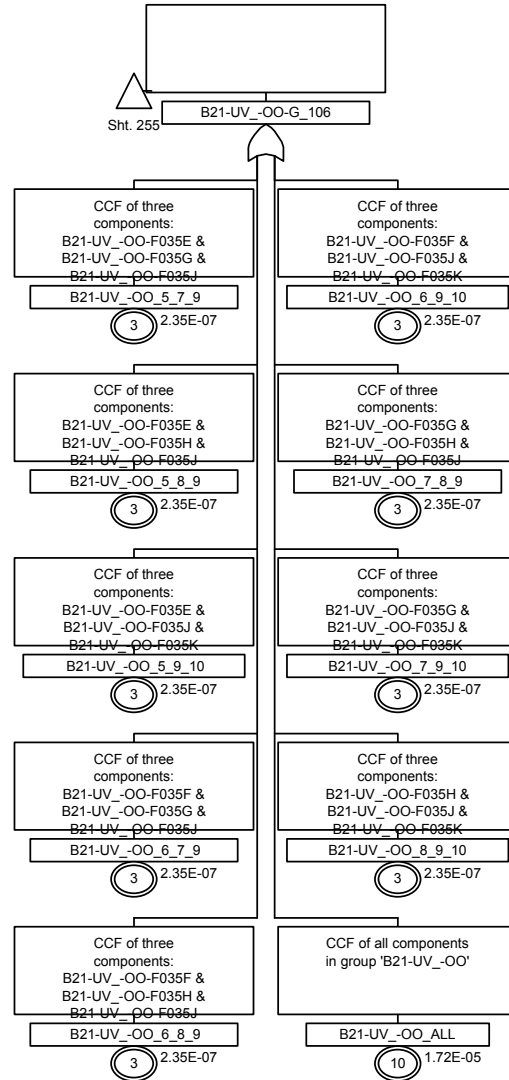 B21-UV_-OO-G_106
Sht. 255
CCF of three
components:
B21-UV_-OO-F035E &
B21-UV_-OO-F035G &
B21-UV_-OO-F035J
B21-UV_-OO_5_7_9
3
2.35E-07
CCF of three
components:
B21-UV_-OO-F035F &
B21-UV_-OO-F035J &
B21-UV_-OO-F035K
B21-UV_-OO_6_9_10
3
2.35E-07
CCF of three
components:
B21-UV_-OO-F035E &
B21-UV_-OO-F035H &
B21-UV_-OO-F035J
B21-UV_-OO_5_8_9
3
2.35E-07
CCF of three
components:
B21-UV_-OO-F035G &
B21-UV_-OO-F035H &
B21-UV_-OO-F035J
B21-UV_-OO_7_8_9
3
2.35E-07
CCF of three
components:
B21-UV_-OO-F035E &
B21-UV_-OO-F035J &
B21-UV_-OO-F035K
B21-UV_-OO_5_9_10
3
2.35E-07
CCF of three
components:
B21-UV_-OO-F035G &
B21-UV_-OO-F035J &
B21-UV_-OO-F035K
B21-UV_-OO_7_9_10
3
2.35E-07
CCF of three
components:
B21-UV_-OO-F035F &
B21-UV_-OO-F035G &
B21-UV_-OO-F035J
B21-UV_-OO_6_7_9
3
2.35E-07
CCF of three
components:
B21-UV_-OO-F035H &
B21-UV_-OO-F035J &
B21-UV_-OO-F035K
B21-UV_-OO_8_9_10
3
2.35E-07
CCF of three
components:
B21-UV_-OO-F035F &
B21-UV_-OO-F035H &
B21-UV_-OO-F035J
B21-UV_-OO_6_8_9
3
2.35E-07
CCF of all components
in group 'B21-UV_-OO'
B21-UV_-OO_ALL
10
1.72E-05